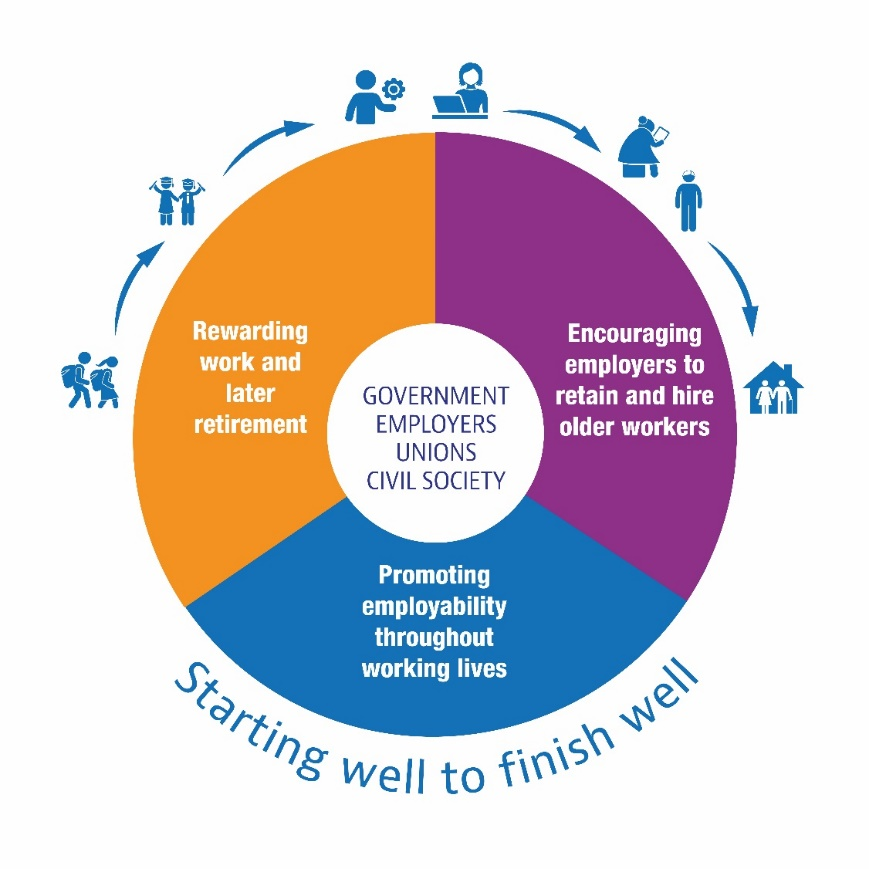 Rewarding
work and
later
retirement
GOVERNMENT
EMPLOYERS
UNIONS
CIVIL SOCIETY
Encouraging
employers to
retain and hire
older workers
Promoting
employability
throughout
working lives
Starting well to finish well